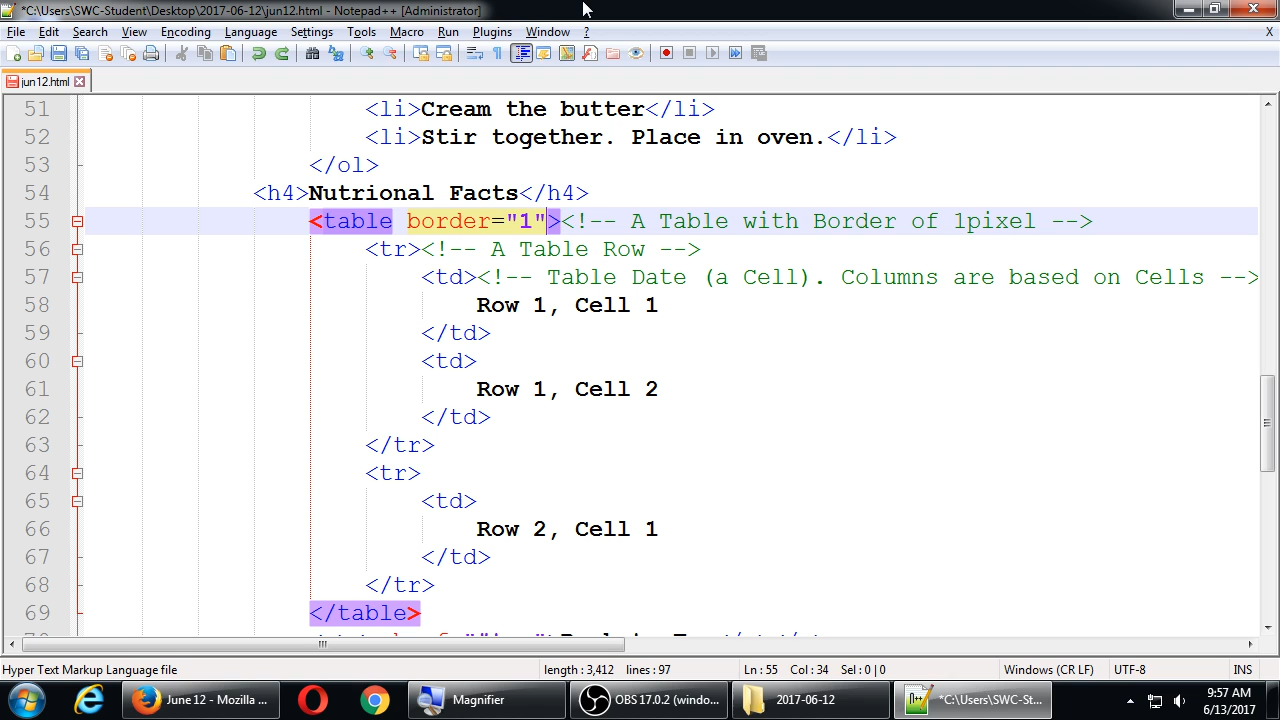 *C:\Users\SWC-Student\Desktop\2017-06-12\jun12.html - Notepad++ [Administrator]
File Edit Search View Encoding Language Settings Tools Macro Run Plugins Window ? X
jun12.html
51 <li>Cream the butter</li>
52 <li>Stir together. Place in oven.</li>
53 </ol>
54 <h4>Nutrional Facts</h4>
55 <table border="1"><!-- A Table with Border of 1pixel -->
56 <tr><!-- A Table Row -->
57 <td><!-- Table Date (a Cell). Columns are based on Cells -->
58 Row 1, Cell 1
59 </td>
60 <td>
61 Row 1, Cell 2
62 </td>
63 </tr>
64 <tr>
65 <td>
66 Row 2, Cell 1
67 </td>
68 </tr>
69 </table>
Hyper Text Markup Language file length : 3,412 lines : 97 Ln : 55 Col : 34 Sel : 0 | 0 Windows (CR LF) UTF-8 INS
June 12 - Mozilla ... Magnifier OBS 17.0.2 (windo... 2017-06-12 *C:\Users\SWC-St... 9:57 AM
6/13/2017